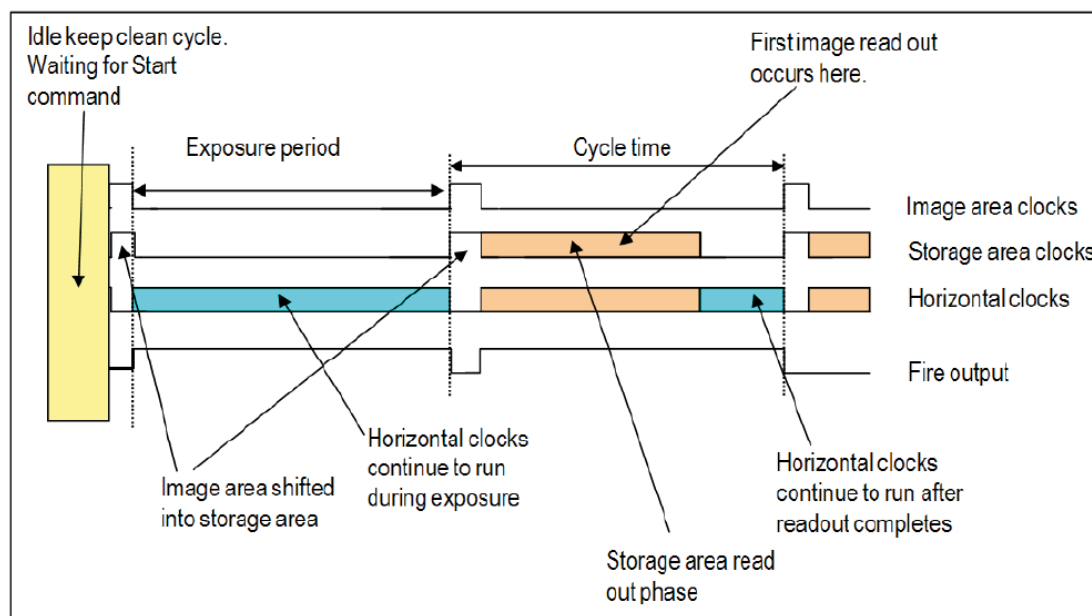 Idle keep clean cycle.
Waiting for Start
command
First image read out
occurs here.
Exposure period
Cycle time
Image area clocks
Storage area clocks
Horizontal clocks
Fire output
Image area shifted
into storage area
Horizontal clocks
continue to run
during exposure
Storage area read
out phase
Horizontal clocks
continue to run after
readout completes